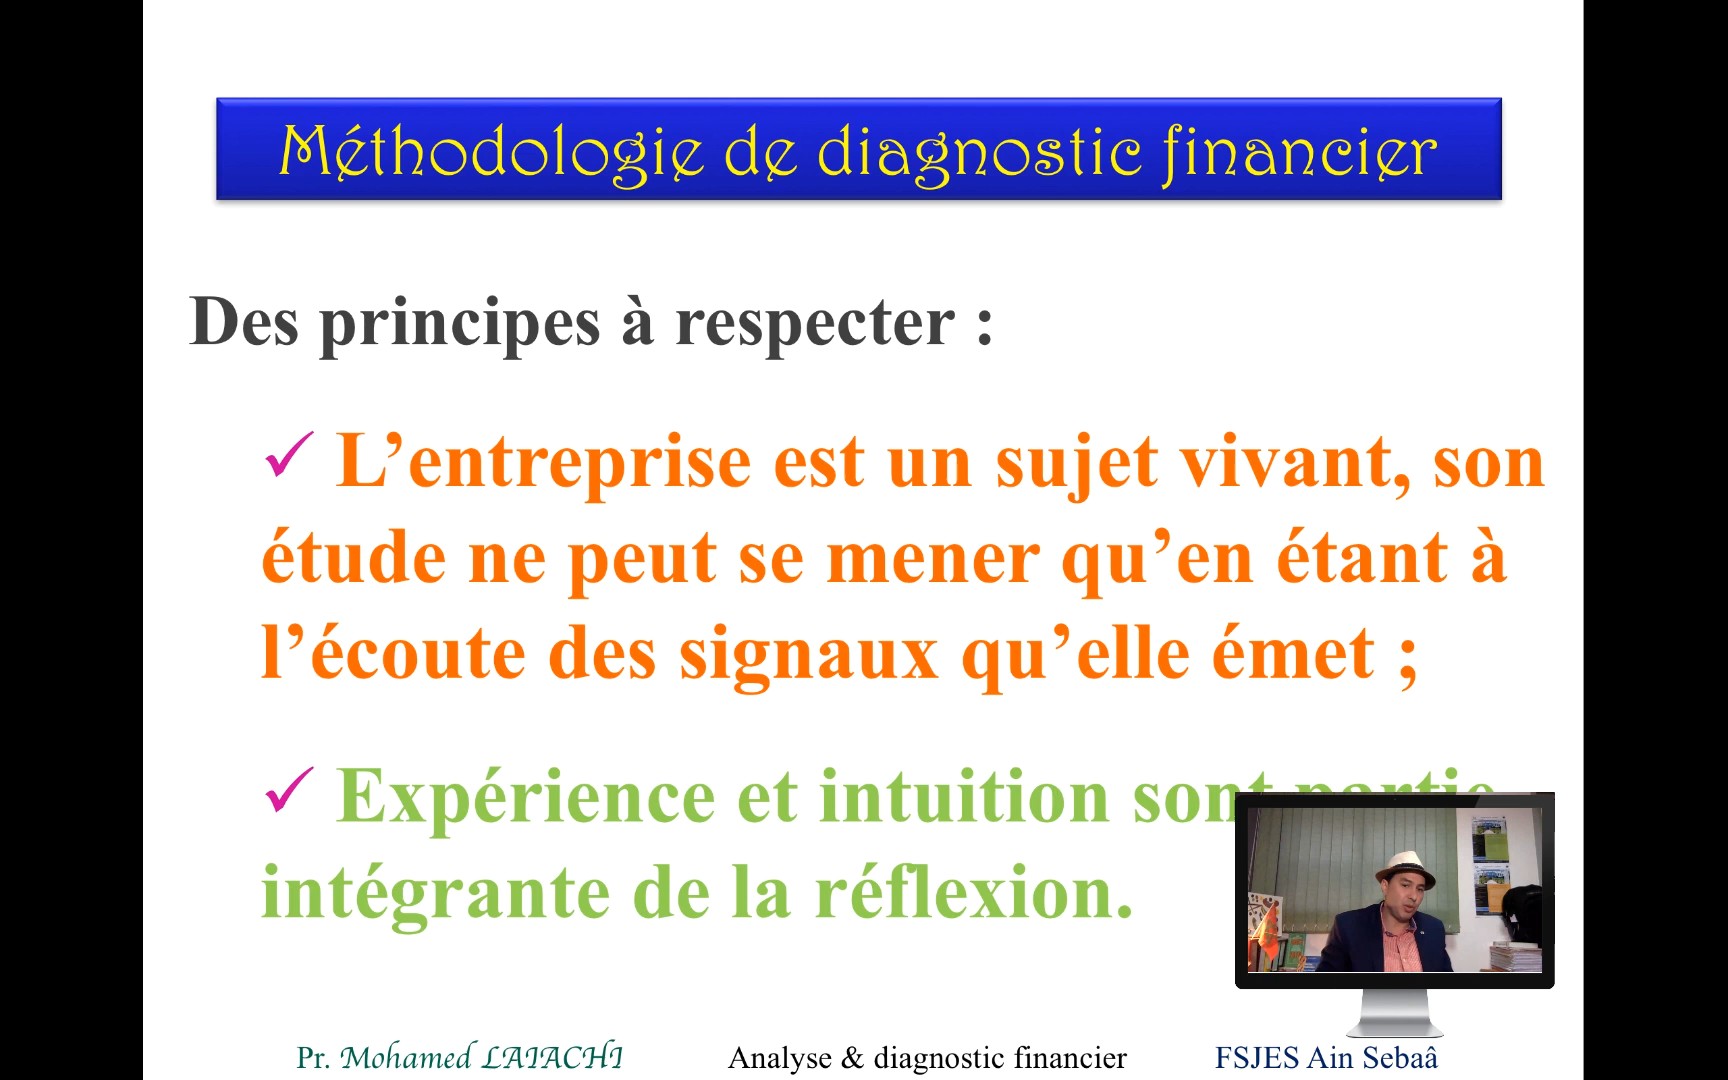 Méthodologie de diagnostic financier
Des principes à respecter :
✓ L’entreprise est un sujet vivant, son
étude ne peut se mener qu’en étant à
l’écoute des signaux qu’elle émet ;
✓ Expérience et intuition sont partie
intégrante de la réflexion.
Pr. Mohamed LAIACHI Analyse & diagnostic financier FSJES Ain Sebaâ